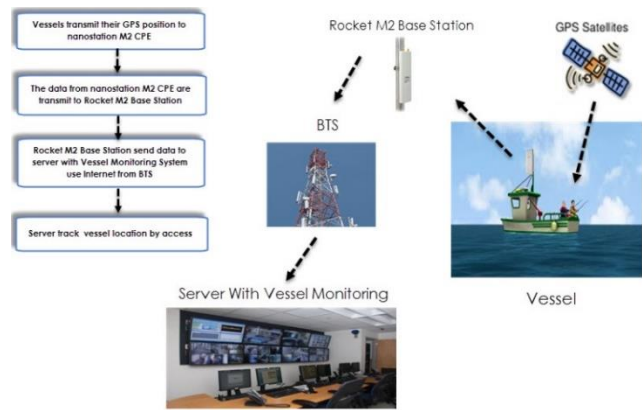 Vessels transmit their GPS position to
nanostation M2 CPE
The data from nanostation M2 CPE are
transmit to Rocket M2 Base Station
Rocket M2 Base Station send data to
server with Vessel Monitoring System
use Internet from BTS
Server track vessel location by access
Rocket M2 Base Station
GPS Satellites
BTS
Vessel
Server With Vessel Monitoring